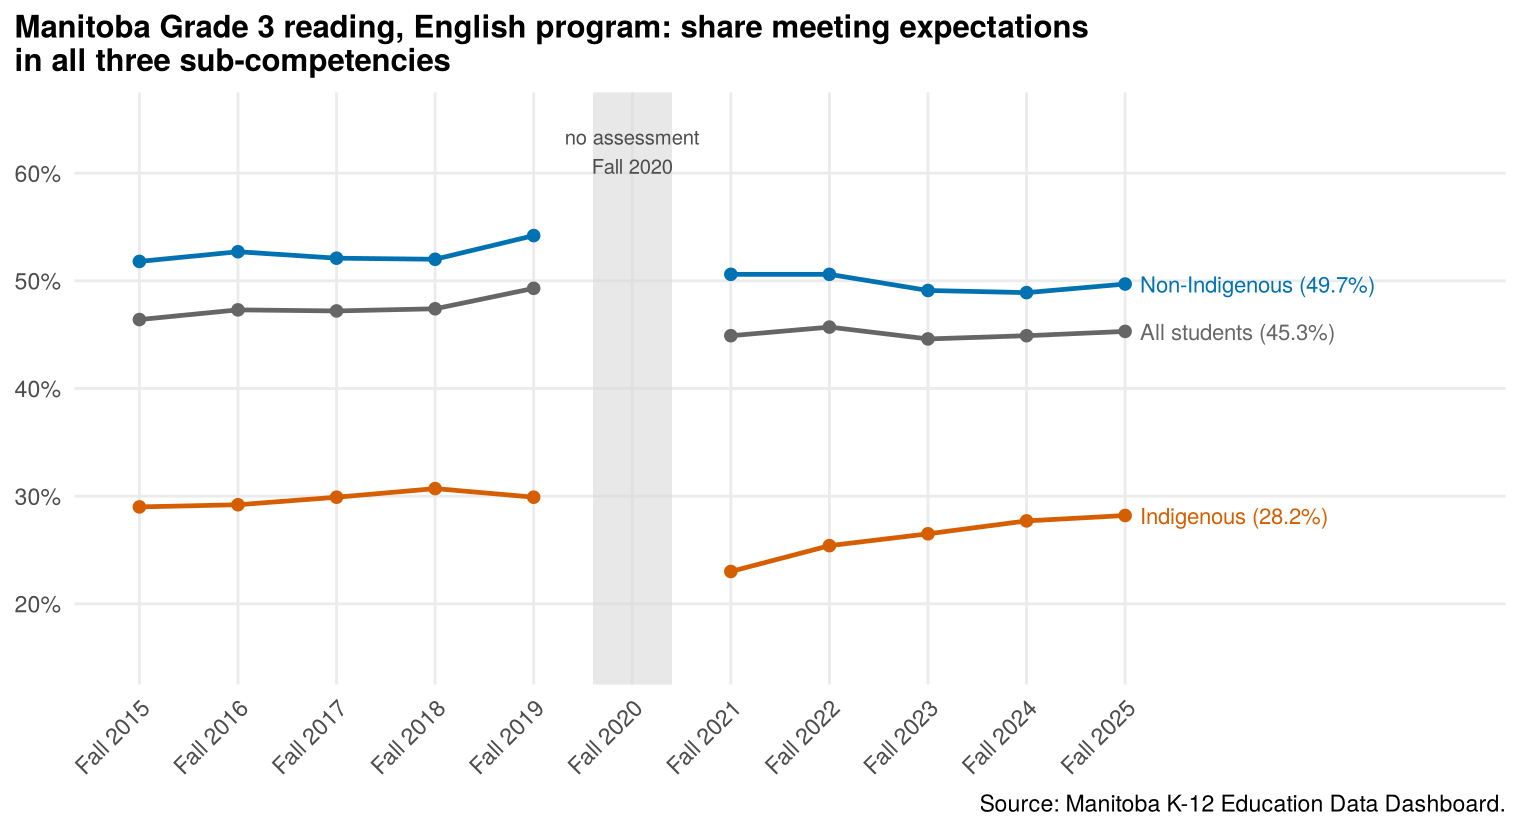 Manitoba Grade 3 reading, English program: share meeting expectations
in all three sub-competencies
no assessment
Fall 2020
60%
50%
40%
30%
20%
Non-Indigenous (49.7%)
All students (45.3%)
Indigenous (28.2%)
Fall 2015
Fall 2016
Fall 2017
Fall 2018
Fall 2019
Fall 2020
Fall 2021
Fall 2022
Fall 2023
Fall 2024
Fall 2025
Source: Manitoba K-12 Education Data Dashboard.